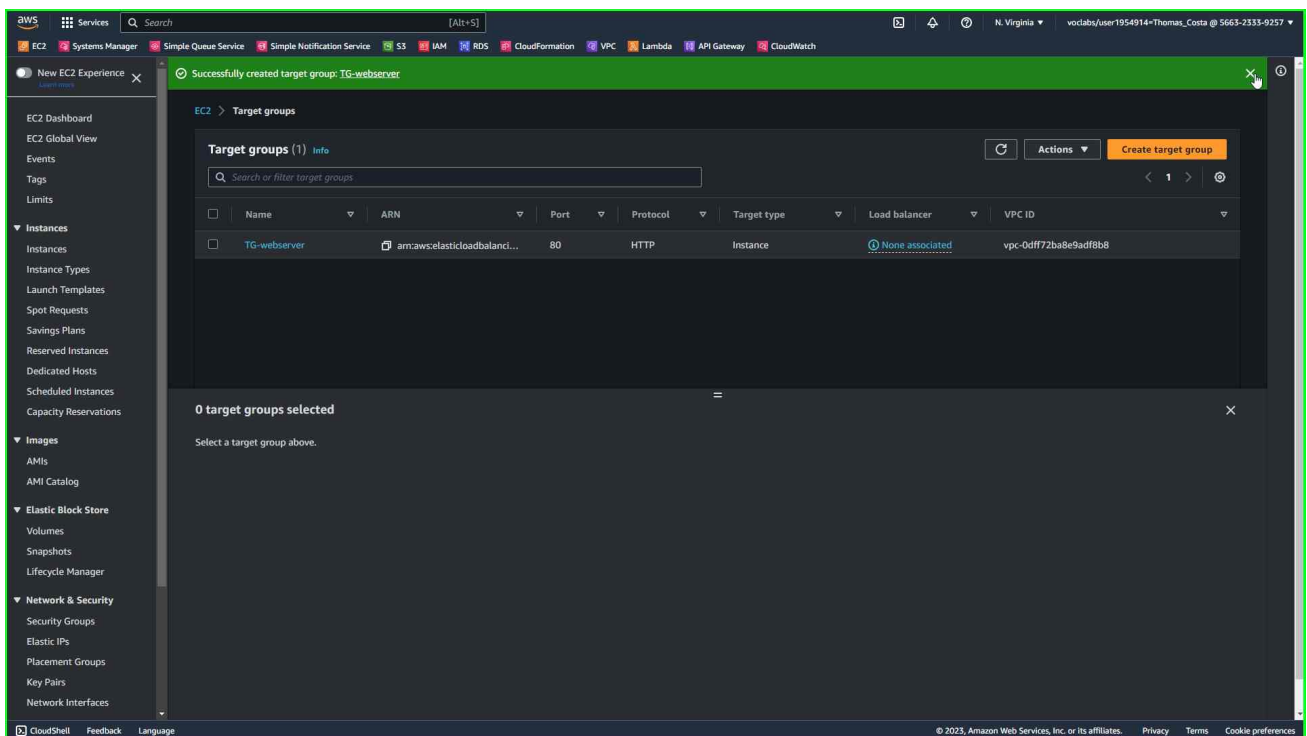 aws Services Search [Alt+S] N. Virginia voclabs/user1954914=Thomas_Costa @ 5663-2333-9257
EC2 Systems Manager Simple Queue Service Simple Notification Service S3 IAM RDS CloudFormation VPC Lambda API Gateway CloudWatch
New EC2 Experience
Learn more
EC2 Dashboard
EC2 Global View
Events
Tags
Limits
Instances
Instances
Instance Types
Launch Templates
Spot Requests
Savings Plans
Reserved Instances
Dedicated Hosts
Scheduled Instances
Capacity Reservations
Images
AMIs
AMI Catalog
Elastic Block Store
Volumes
Snapshots
Lifecycle Manager
Network & Security
Security Groups
Elastic IPs
Placement Groups
Key Pairs
Network Interfaces
Successfully created target group: TG-webserver
EC2 > Target groups
Target groups (1) Info Actions Create target group
Search or filter target groups 1
Name ARN Port Protocol Target type Load balancer VPC ID
TG-webserver arn:aws:elasticloadbalanci... 80 HTTP Instance None associated vpc-0dff72ba8e9adf8b8
0 target groups selected
Select a target group above.
CloudShell Feedback Language © 2023, Amazon Web Services, Inc. or its affiliates. Privacy Terms Cookie preferences